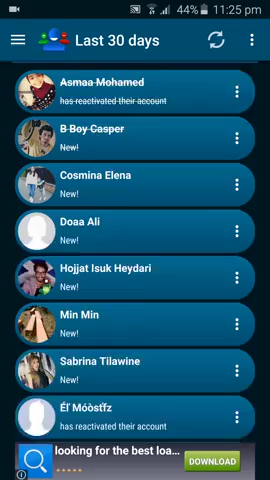 44% 11:25 pm
Last 30 days
Asmaa Mohamed
has reactivated their account
B Boy Casper
New!
Cosmina Elena
New!
Doaa Ali
New!
Hojjat Isuk Heydari
New!
Min Min
New!
Sabrina Tilawine
New!
Éľ Móòsťfz
has reactivated their account
looking for the best loa...
DOWNLOAD